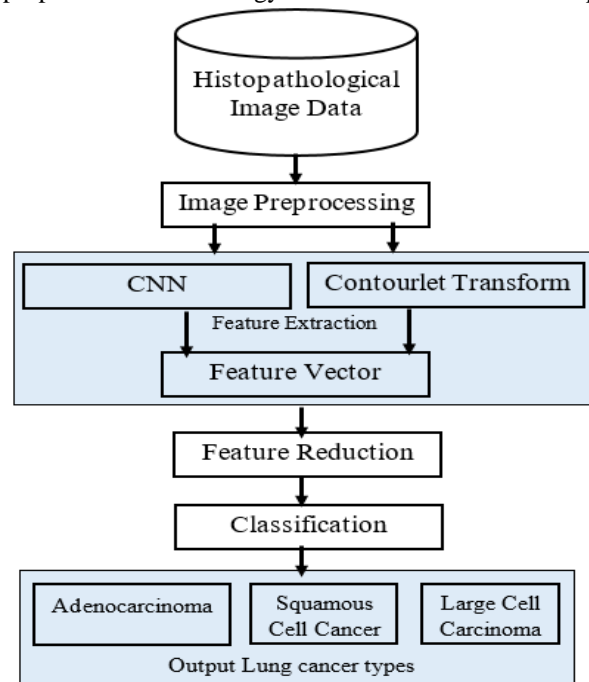 Histopathological
Image Data
Image Preprocessing
CNN
Contourlet Transform
Feature Extraction
Feature Vector
Feature Reduction
Classification
Adenocarcinoma
Squamous
Cell Cancer
Large Cell
Carcinoma
Output Lung cancer types